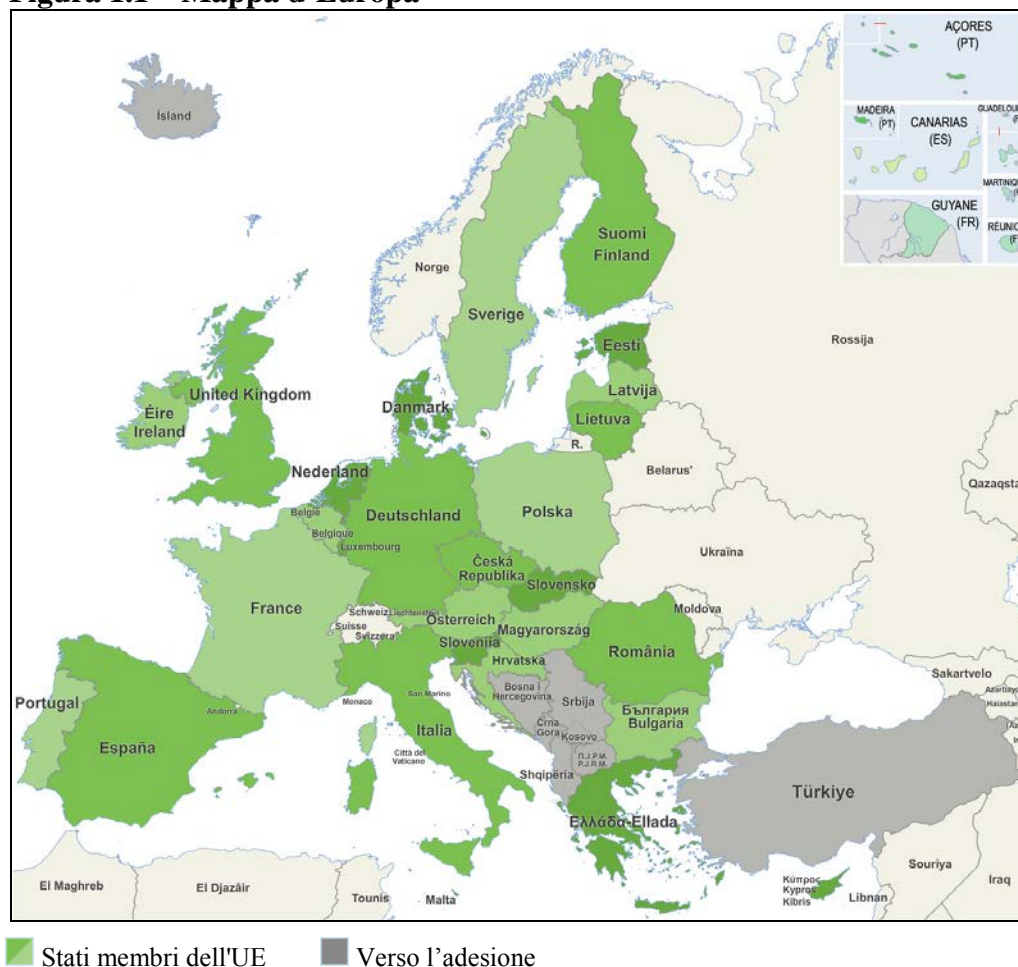 Figura 1.1 – Mappa d'Europa
AÇORES
(PT)
MADEIRA
(PT)
CANARIAS
(ES)
GUYANE
(FR)
Ísland
Suomi
Finland
Norge
Sverige
Rossija
Eesti
Latvija
Lietuva
R.
Belarus'
United Kingdom
Éire
Ireland
Danmark
Nederland
België
Belgique
Luxembourg
Deutschland
Polska
Qazaqsta
Ukraïna
Česká
Republika
Slovensko
France
Schweiz
Suisse
Svizzera
Liechtenstein
Österreich
Magyarország
Moldova
Slovenija
Hrvatska
România
Bosna i
Hercegovina
Srbija
Crna
Gora
Kosovo
П.Ј.Р.М.
P.J.R.M.
България
Bulgaria
Sakartvelo
Portugal
España
Andorra
Monaco
San Marino
Italia
Città del
Vaticano
Shqipëria
Ελλάδα-Ellada
Türkiye
El Maghreb
El Djazâir
Tounis
Malta
Κύπρος
Kypros
Kibris
Libnan
Souriya
Iraq
Stati membri dell'UE
Verso l'adesione